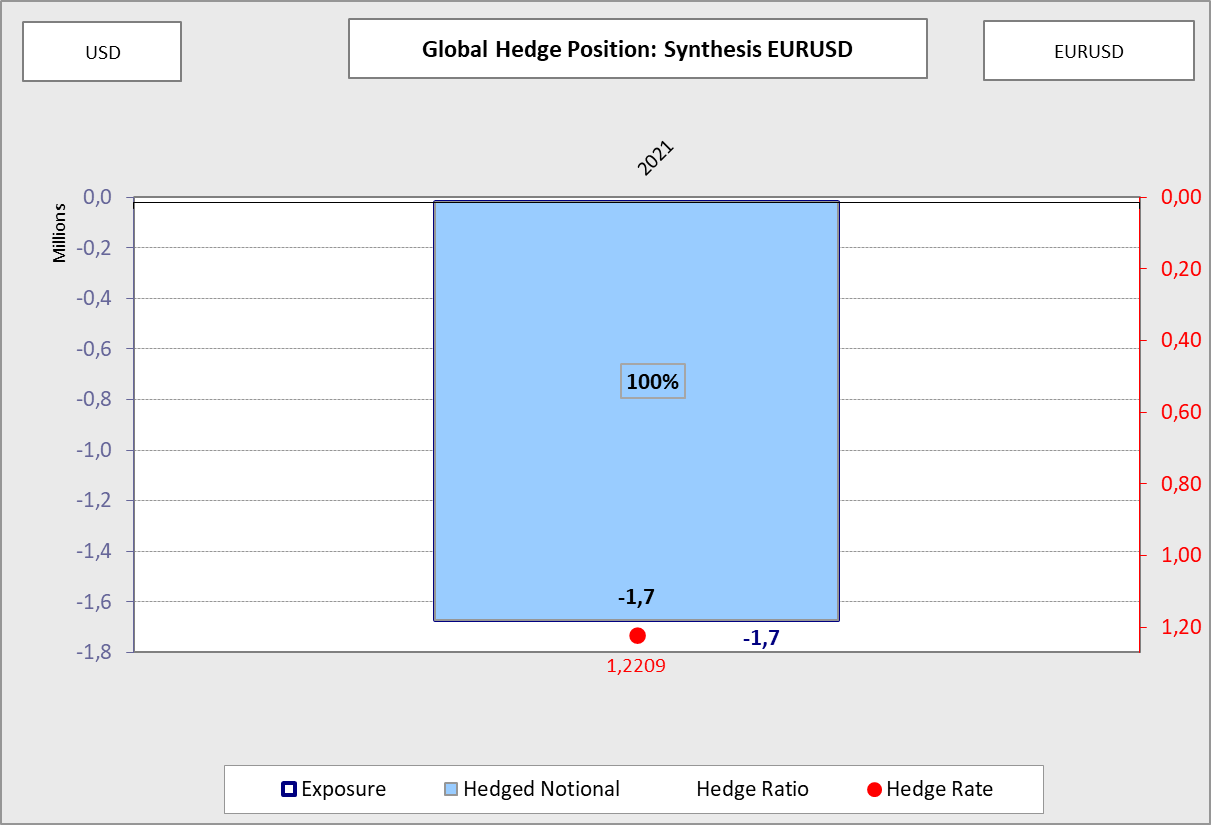 USD
Global Hedge Position: Synthesis EURUSD
EURUSD
2021
Millions
0,0
-0,2
-0,4
-0,6
-0,8
-1,0
-1,2
-1,4
-1,6
-1,8
0,00
0,20
0,40
0,60
0,80
1,00
1,20
100%
-1,7
-1,7
1,2209
Exposure
Hedged Notional
Hedge Ratio
Hedge Rate